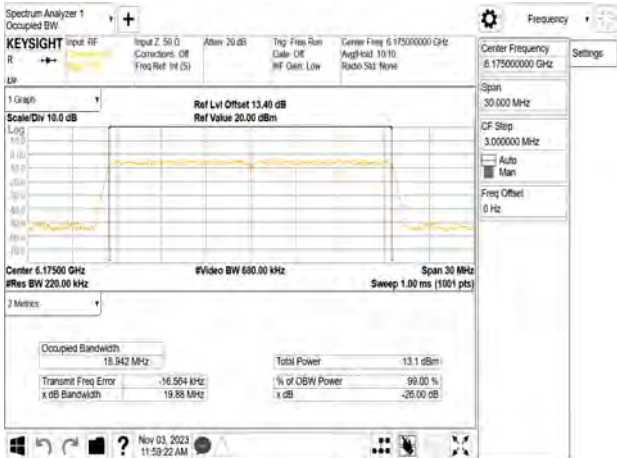 Spectrum Analyzer 1
Occupied BW
+
Frequency
KEYSIGHT Input: RF
R
Input Z: 50 Ω
Corrections: Off
Freq Ref: Int (S)
Atten: 20 dB
Trig: Free Run
Gate: Off
#IF Gain: Low
Center Freq: 6.175000000 GHz
Avg|Hold: 10/10
Radio Std: None
Center Frequency
6.175000000 GHz
Settings
Span
30.000 MHz
CF Step
3.000000 MHz
Auto
Man
Freq Offset
0 Hz
1 Graph
Scale/Div 10.0 dB
Ref Lvl Offset 13.40 dB
Ref Value 20.00 dBm
Log
Center 6.17500 GHz
#Res BW 220.00 kHz
#Video BW 680.00 kHz
Span 30 MHz
Sweep 1.00 ms (1001 pts)
2 Metrics
Occupied Bandwidth
18.942 MHz
Total Power 13.1 dBm
Transmit Freq Error -16.564 kHz
% of OBW Power 99.00 %
x dB Bandwidth 19.88 MHz
x dB -26.00 dB
?
Nov 03, 2023
11:59:22 AM